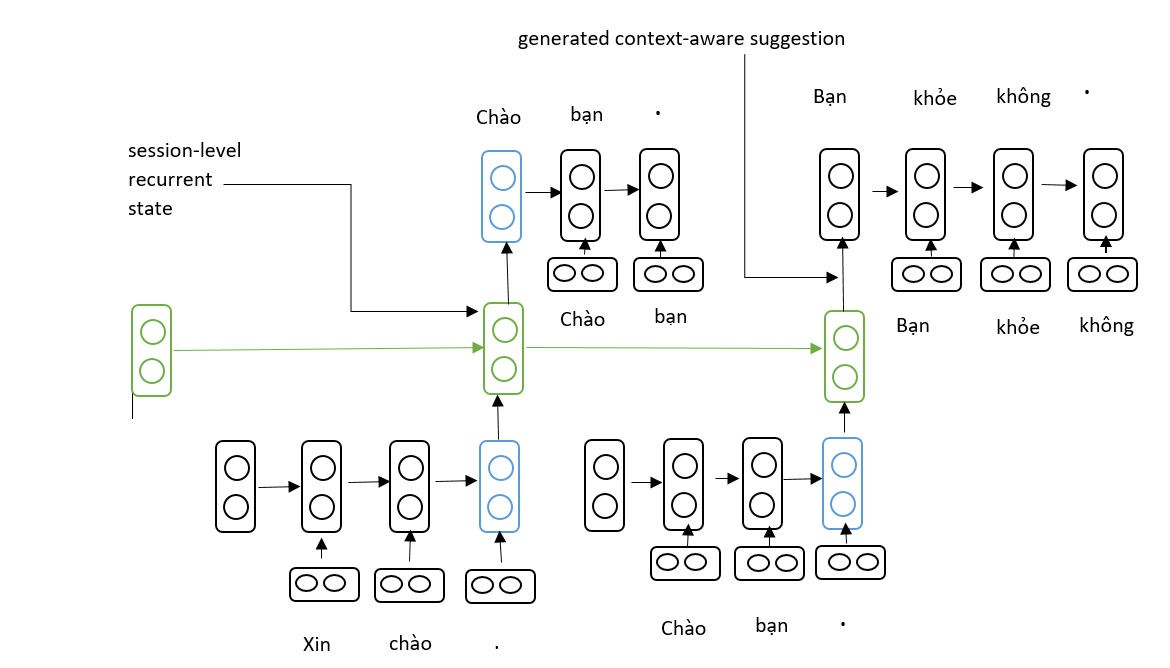 generated context-aware suggestion
Bạn khỏe không .
Chào bạn .
session-level
recurrent
state
Chào bạn
Bạn khỏe không
Xin chào .
Chào bạn .